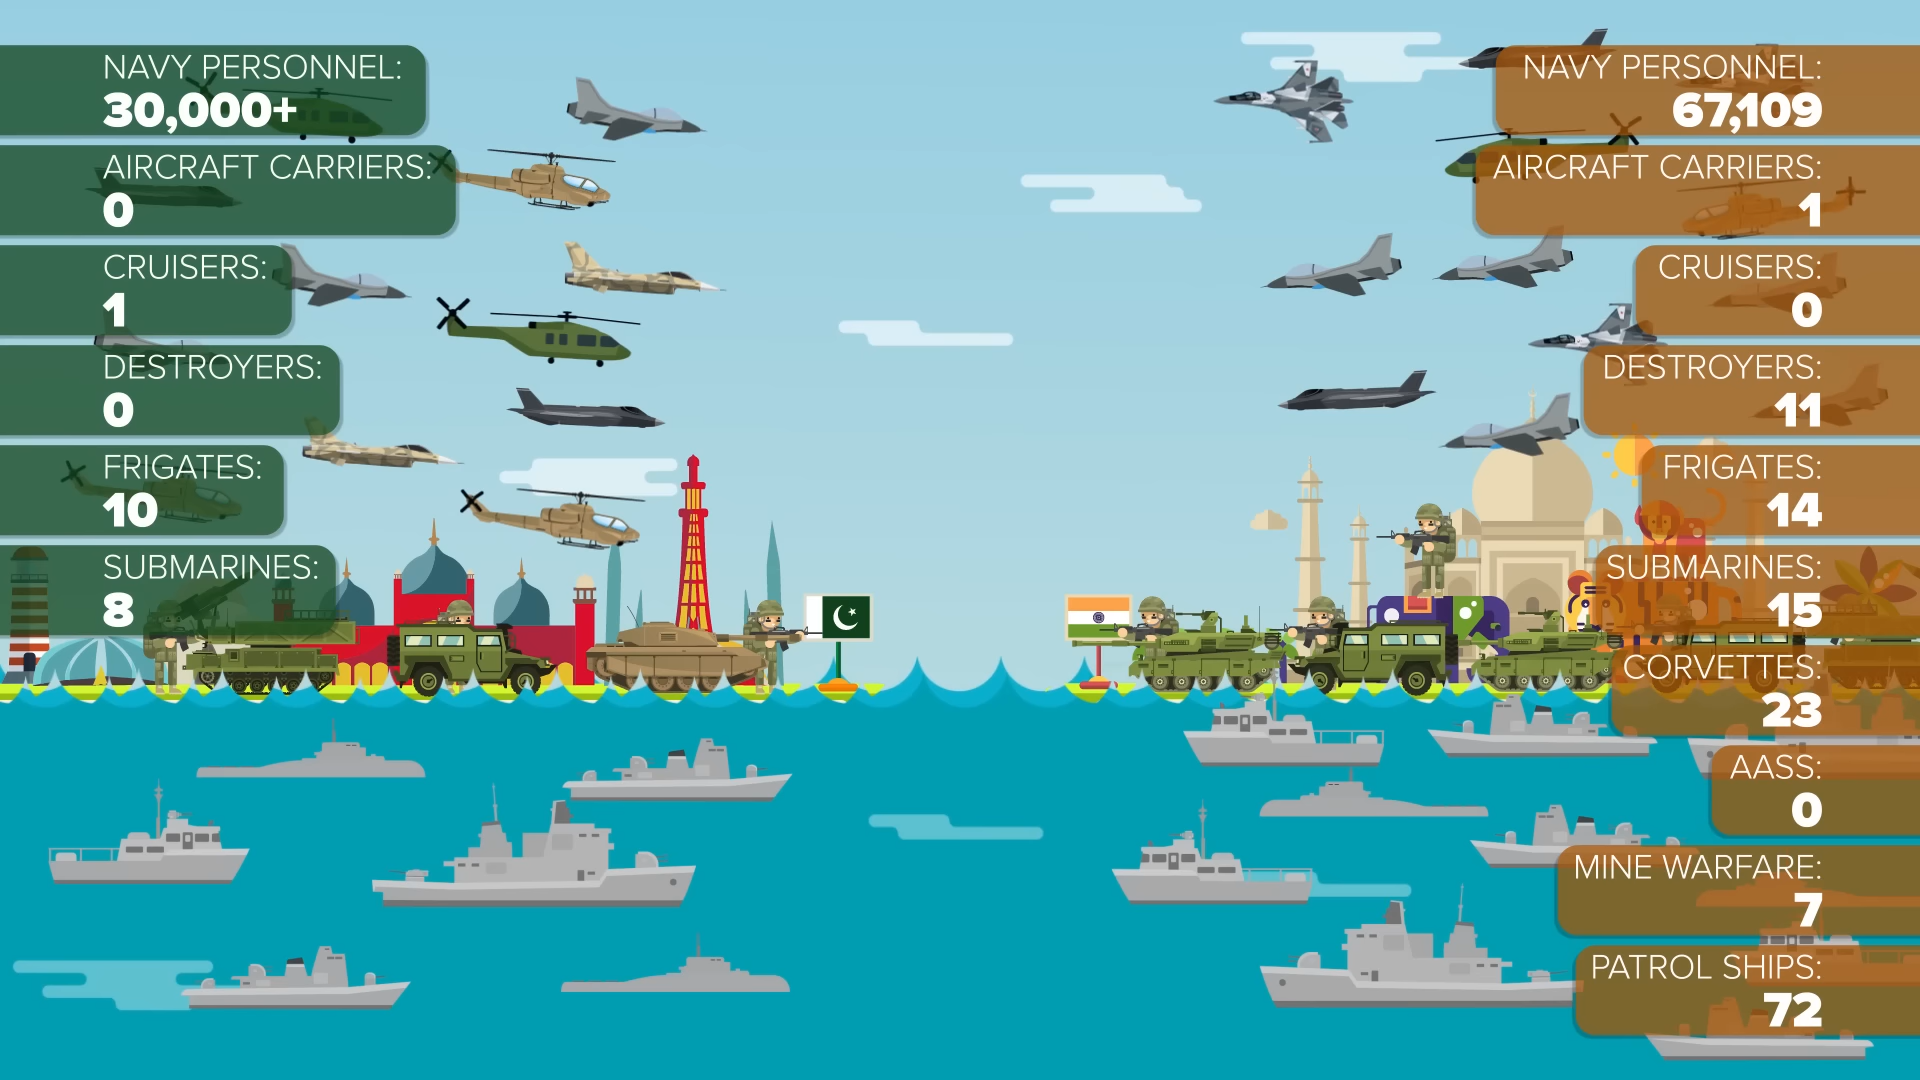 NAVY PERSONNEL:
30,000+
AIRCRAFT CARRIERS:
0
CRUISERS:
1
DESTROYERS:
0
FRIGATES:
10
SUBMARINES:
8
NAVY PERSONNEL:
67,109
AIRCRAFT CARRIERS:
1
CRUISERS:
0
DESTROYERS:
11
FRIGATES:
14
SUBMARINES:
15
CORVETTES:
23
AASS:
0
MINE WARFARE:
7
PATROL SHIPS:
72